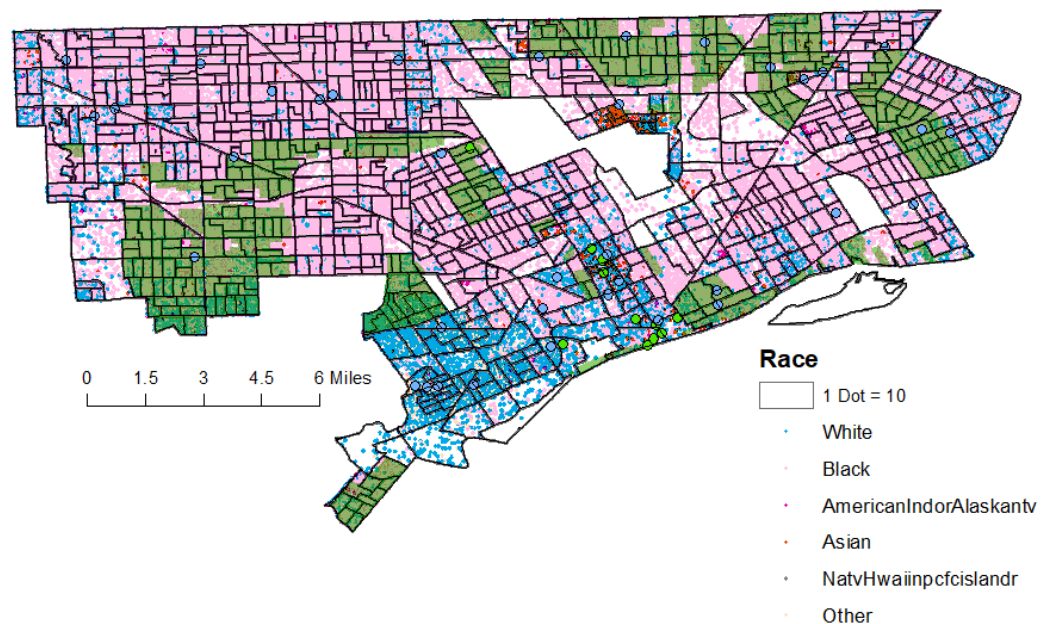 0 1.5 3 4.5 6 Miles
Race
1 Dot = 10
White
Black
AmericanIndorAlaskantv
Asian
NatvHwaiinpcfcislandr
Other